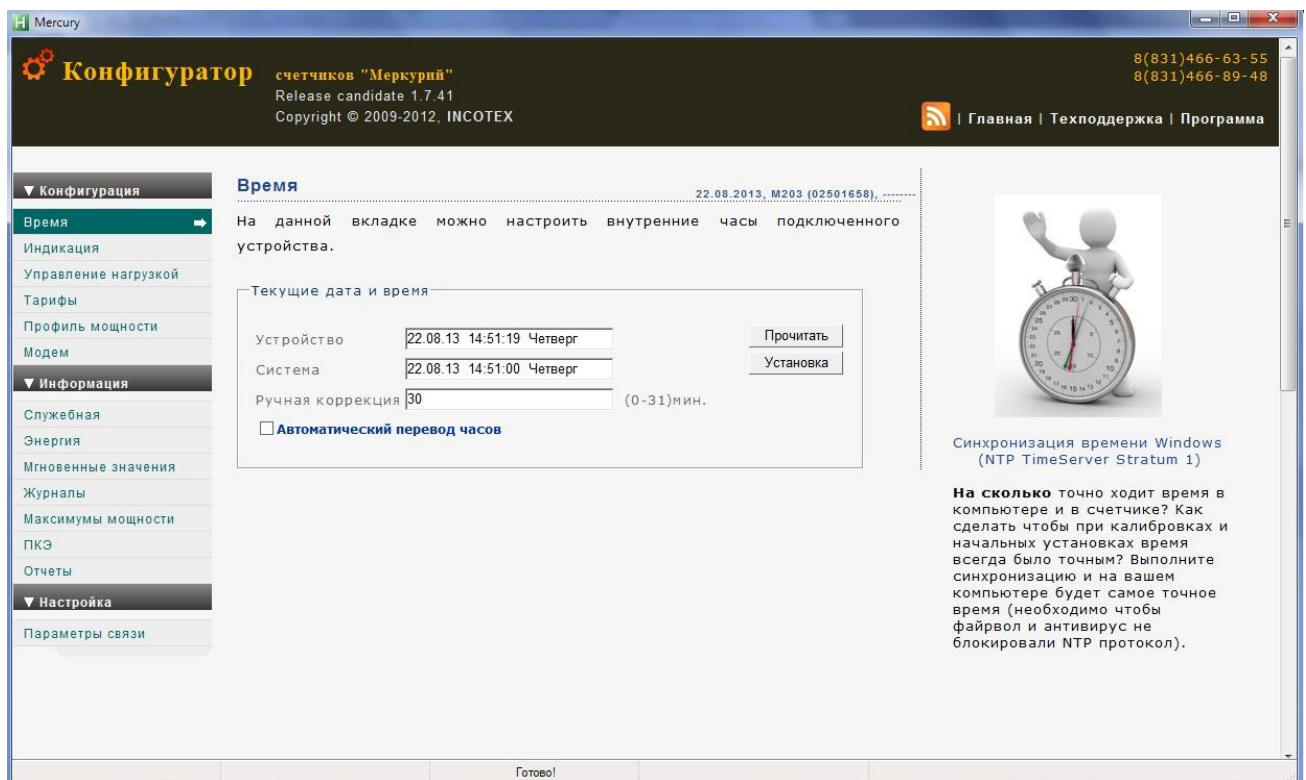 Mercury
Конфигуратор
счетчиков "Меркурий"
Release candidate 1.7.41
Copyright © 2009-2012, INCOTEX
8(831)466-63-55
8(831)466-89-48
| Главная | Техподдержка | Программа
▼ Конфигурация
Время
Индикация
Управление нагрузкой
Тарифы
Профиль мощности
Модем
▼ Информация
Служебная
Энергия
Мгновенные значения
Журналы
Максимумы мощности
ПКЭ
Отчеты
▼ Настройка
Параметры связи
Время
22.08.2013, M203 (02501658), -------
На данной вкладке можно настроить внутренние часы подключенного
устройства.
Текущие дата и время
Устройство 22.08.13 14:51:19 Четверг Прочитать
Система 22.08.13 14:51:00 Четверг Установка
Ручная коррекция 30 (0-31)мин.
Автоматический перевод часов
Синхронизация времени Windows
(NTP TimeServer Stratum 1)
На сколько точно ходит время в
компьютере и в счетчике? Как
сделать чтобы при калибровках и
начальных установках время
всегда было точным? Выполните
синхронизацию и на вашем
компьютере будет самое точное
время (необходимо чтобы
файрвол и антивирус не
блокировали NTP протокол).
Готово!